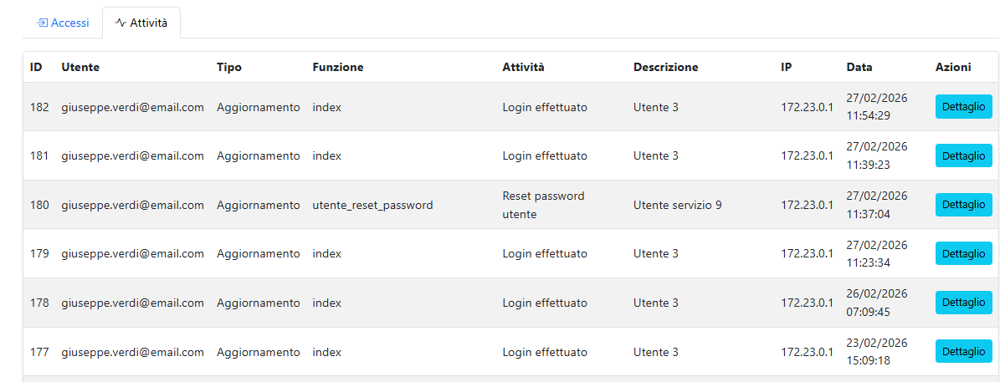 Accessi Attività
ID Utente Tipo Funzione Attività Descrizione IP Data Azioni
182 giuseppe.verdi@email.com Aggiornamento index Login effettuato Utente 3 172.23.0.1 27/02/2026 11:54:29 Dettaglio
181 giuseppe.verdi@email.com Aggiornamento index Login effettuato Utente 3 172.23.0.1 27/02/2026 11:39:23 Dettaglio
180 giuseppe.verdi@email.com Aggiornamento utente_reset_password Reset password utente Utente servizio 9 172.23.0.1 27/02/2026 11:37:04 Dettaglio
179 giuseppe.verdi@email.com Aggiornamento index Login effettuato Utente 3 172.23.0.1 27/02/2026 11:23:34 Dettaglio
178 giuseppe.verdi@email.com Aggiornamento index Login effettuato Utente 3 172.23.0.1 26/02/2026 07:09:45 Dettaglio
177 giuseppe.verdi@email.com Aggiornamento index Login effettuato Utente 3 172.23.0.1 23/02/2026 15:09:18 Dettaglio